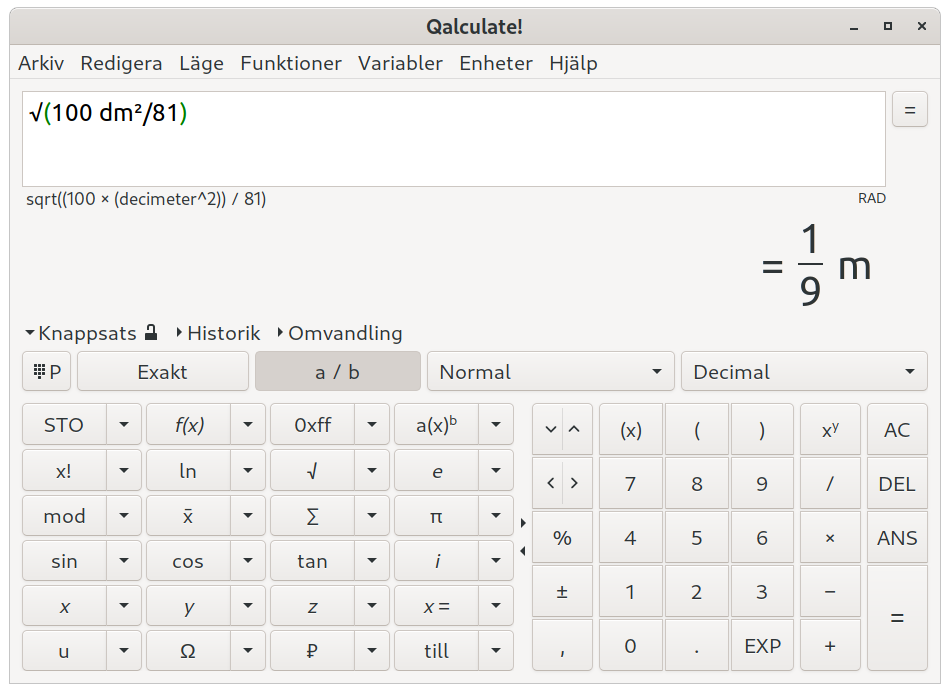 Qalculate!
Arkiv Redigera Läge Funktioner Variabler Enheter Hjälp
√(100 dm²/81)
=
sqrt((100 × (decimeter^2)) / 81)
RAD
= 1/9 m
Knappsats Historik Omvandling
P Exakt a / b Normal Decimal
STO f(x) 0xff a(x)ᵇ (x) ( ) xʸ AC
x! ln √ e 7 8 9 / DEL
mod x̄ ∑ π % 4 5 6 × ANS
sin cos tan i ± 1 2 3 −
x y z x = =
u Ω ₽ till , 0 . EXP +